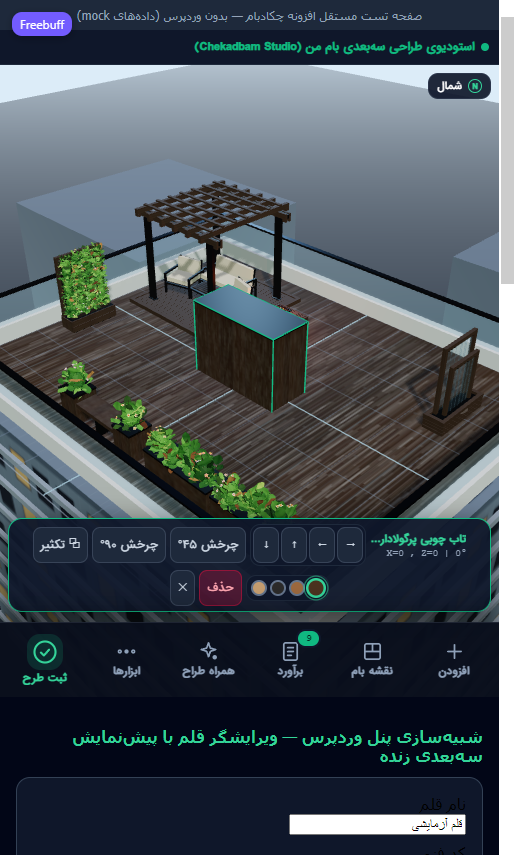 صفحه تست مستقل افزونه چکادبام — بدون وردپرس (داده‌های mock)
Freebuff
استودیوی طراحی سه‌بعدی بام من (Chekadbam Studio)
N شمال
تاب چوبی پرگولادار...
X=0 , Z=0 | 0°
→ ← ↑ ↓ چرخش ۴۵° چرخش ۹۰° تکثیر
حذف ×
9
افزودن نقشه بام برآورد همراه طراح ابزارها ثبت طرح
شبیه‌سازی پنل وردپرس — ویرایشگر قلم با پیش‌نمایش
سه‌بعدی زنده
نام قلم
قلم آزمایشی